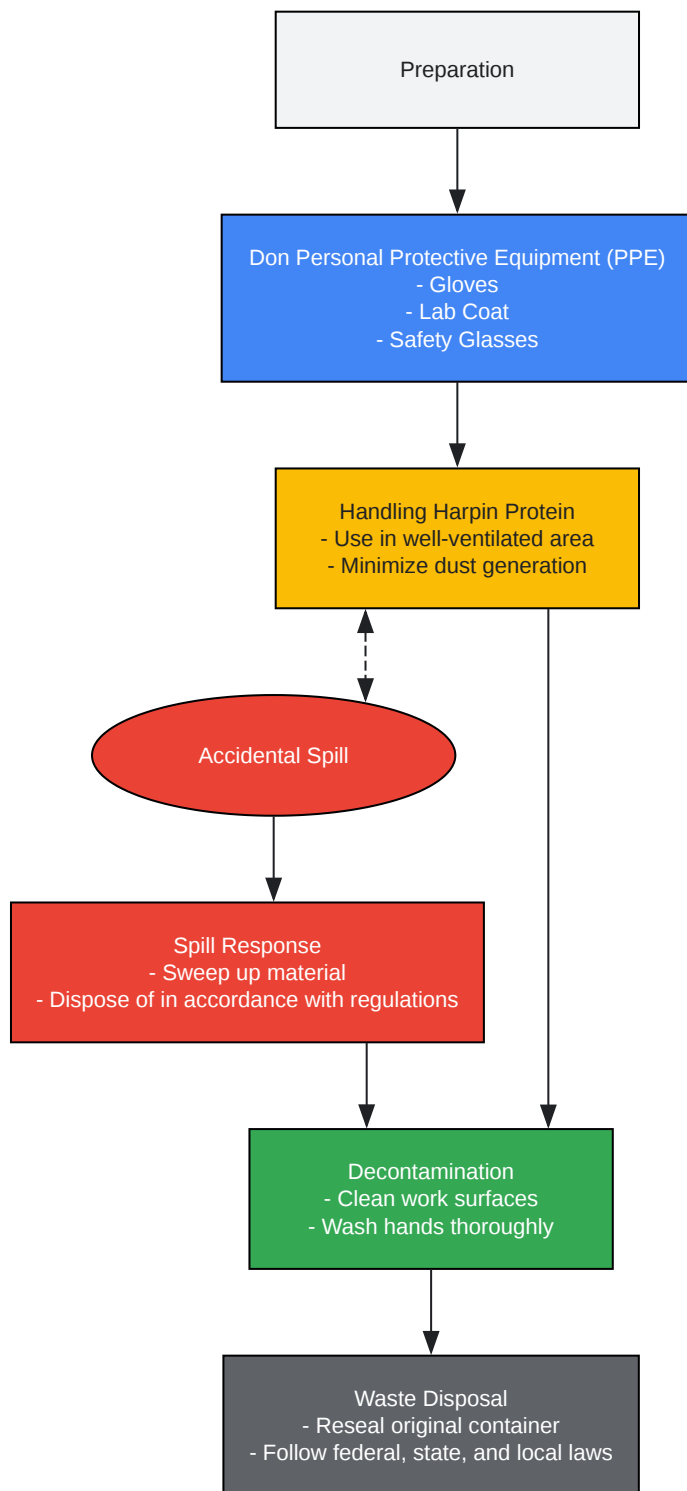 Preparation
Don Personal Protective Equipment (PPE)
- Gloves
- Lab Coat
- Safety Glasses
Handling Harpin Protein
- Use in well-ventilated area
- Minimize dust generation
Accidental Spill
Spill Response
- Sweep up material
- Dispose of in accordance with regulations
Decontamination
- Clean work surfaces
- Wash hands thoroughly
Waste Disposal
- Reseal original container
- Follow federal, state, and local laws